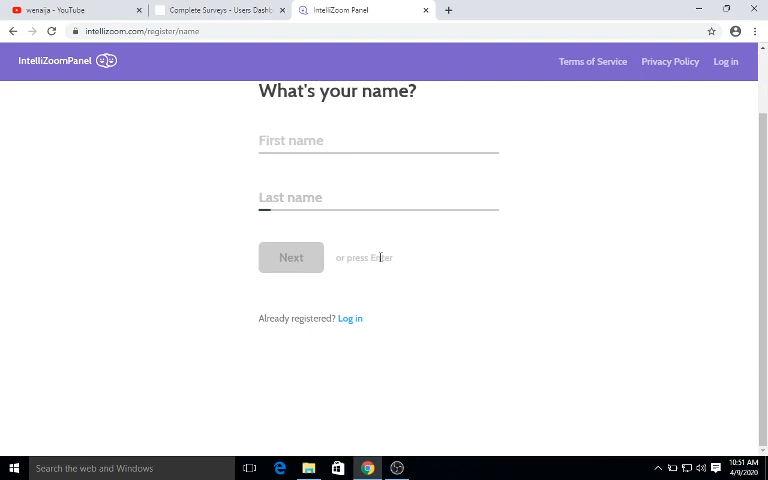 wenaija - YouTube
Complete Surveys - Users Dashb
IntelliZoom Panel
intellizoom.com/register/name
IntelliZoomPanel
Terms of Service
Privacy Policy
Log in
What's your name?
First name
Last name
Next
or press Enter
Already registered? Log in
Search the web and Windows
10:51 AM
4/9/2020